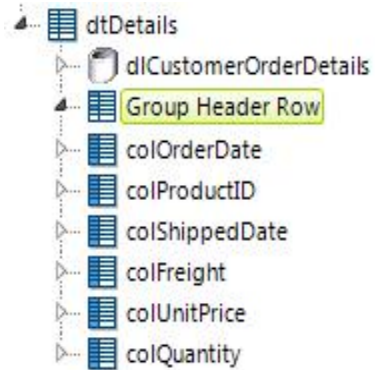 dtDetails
dlCustomerOrderDetails
Group Header Row
colOrderDate
colProductID
colShippedDate
colFreight
colUnitPrice
colQuantity